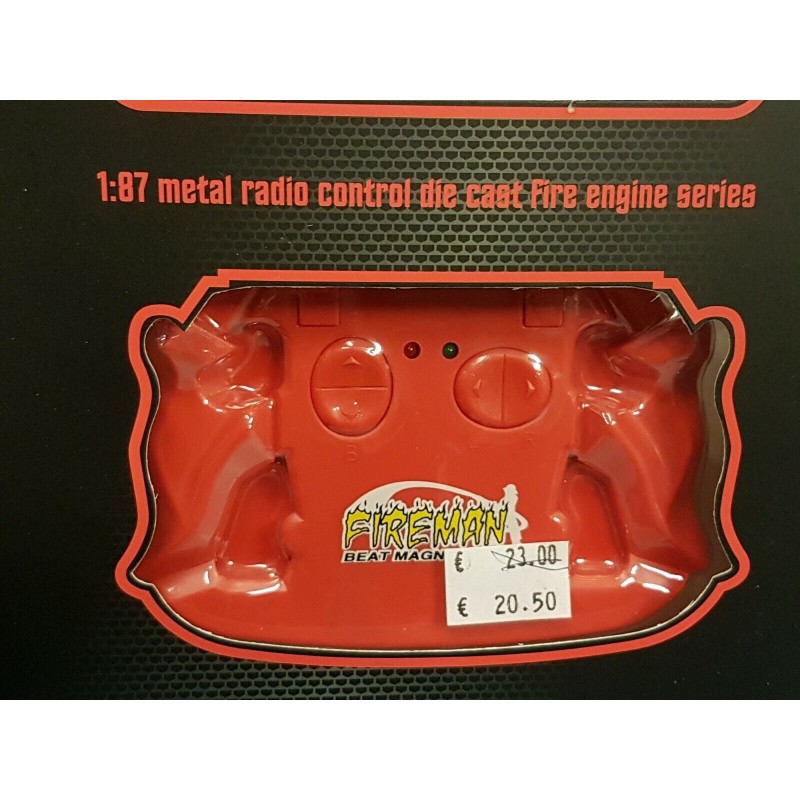 1:87 metal radio control die cast fire engine series
FIREMAN
BEAT MAGN
€ 23.00
€ 20.50